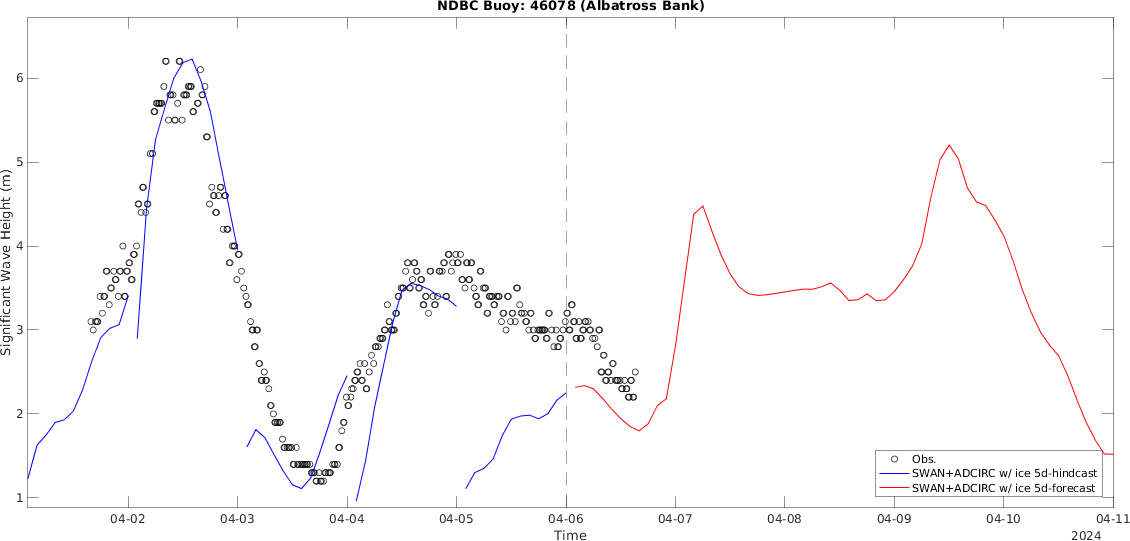 NDBC Buoy: 46078 (Albatross Bank)
Significant Wave Height (m)
6
5
4
3
2
1
Obs.
SWAN+ADCIRC w/ ice 5d-hindcast
SWAN+ADCIRC w/ ice 5d-forecast
04-02 04-03 04-04 04-05 04-06 04-07 04-08 04-09 04-10 04-11
Time
2024